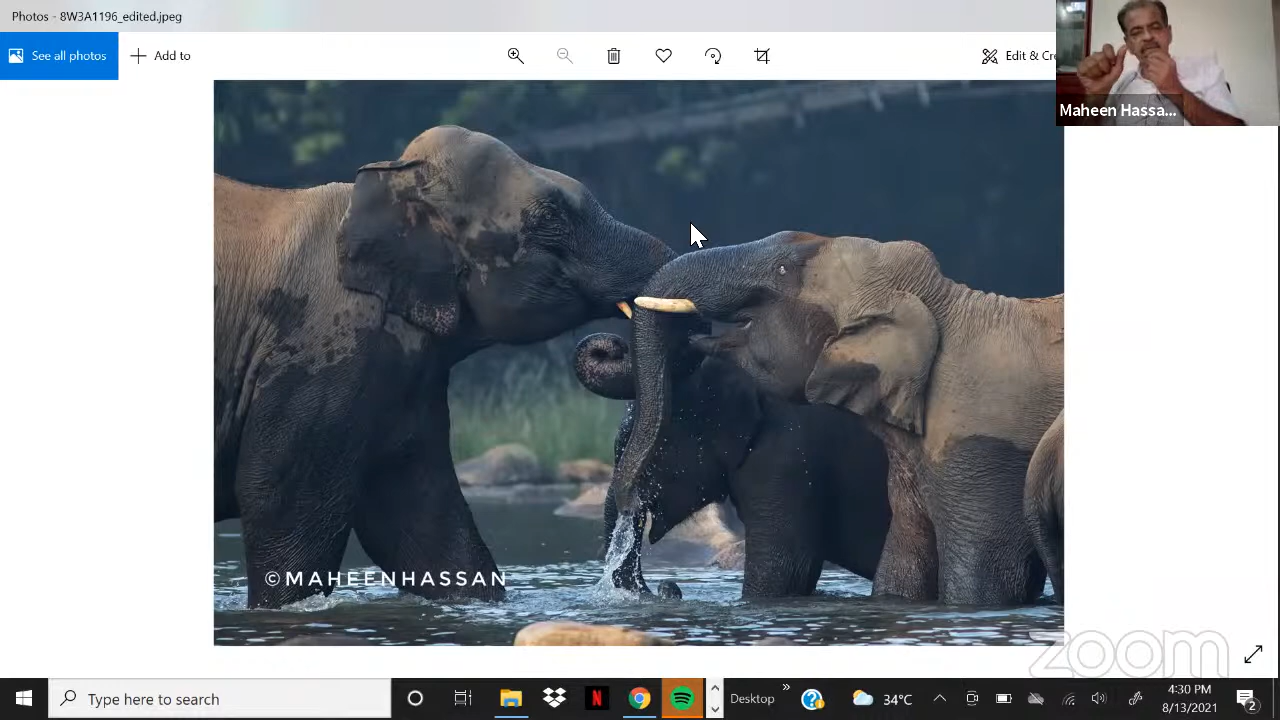 Photos - 8W3A1196_edited.jpeg
See all photos
Add to
Edit & Cre
Maheen Hassa...
©MAHEENHASSAN
zoom
Type here to search
N
Desktop
34°C
4:30 PM
8/13/2021
2